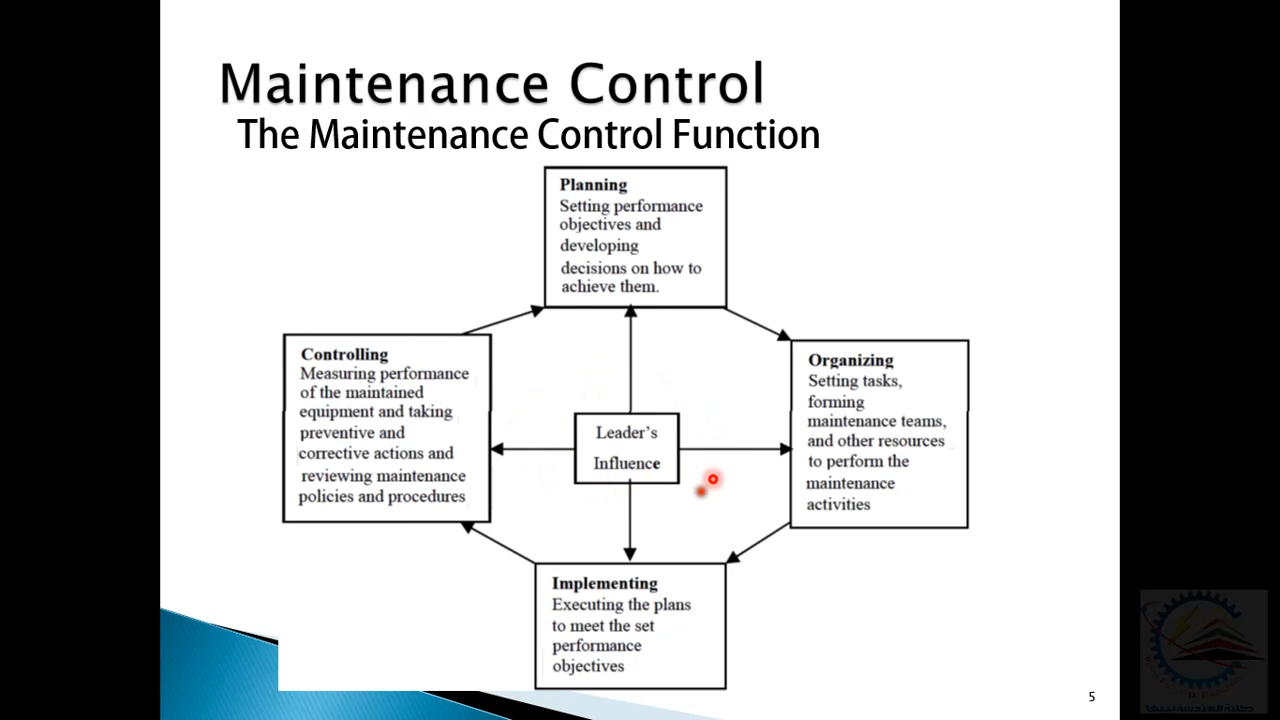 Maintenance Control
The Maintenance Control Function
Planning
Setting performance
objectives and
developing
decisions on how to
achieve them.
Controlling
Measuring performance
of the maintained
equipment and taking
preventive and
corrective actions and
reviewing maintenance
policies and procedures
Leader's
Influence
Organizing
Setting tasks,
forming
maintenance teams,
and other resources
to perform the
maintenance
activities
Implementing
Executing the plans
to meet the set
performance
objectives
5